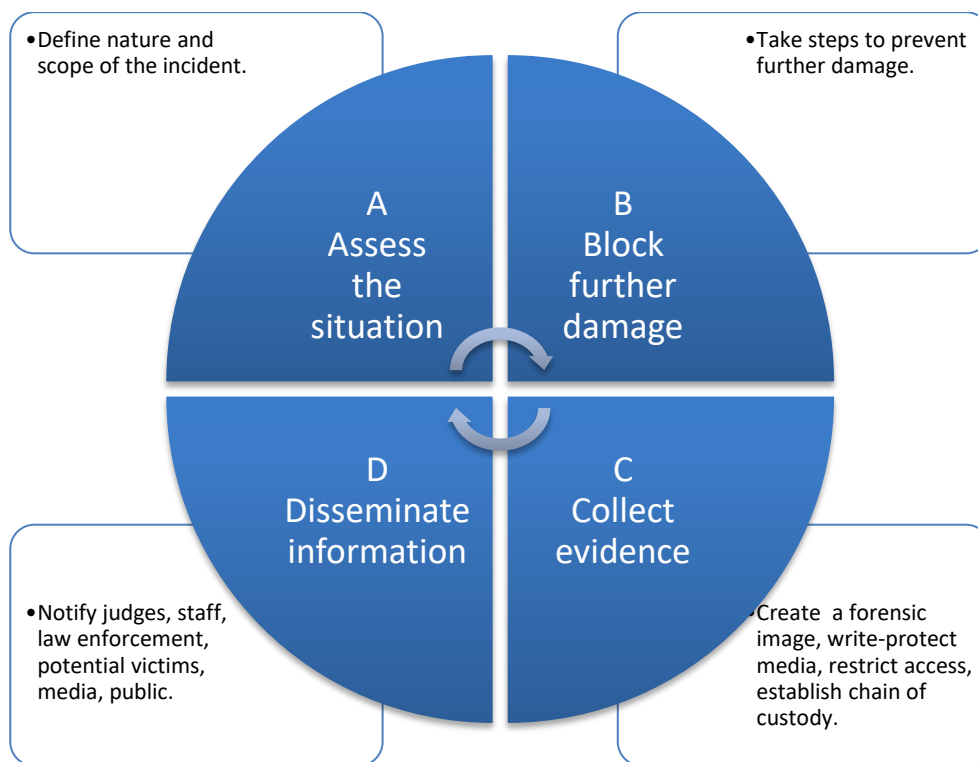 •Define nature and
scope of the incident.
•Take steps to prevent
further damage.
A
Assess
the
situation
B
Block
further
damage
D
Disseminate
information
C
Collect
evidence
•Notify judges, staff,
law enforcement,
potential victims,
media, public.
•Create a forensic
image, write-protect
media, restrict access,
establish chain of
custody.